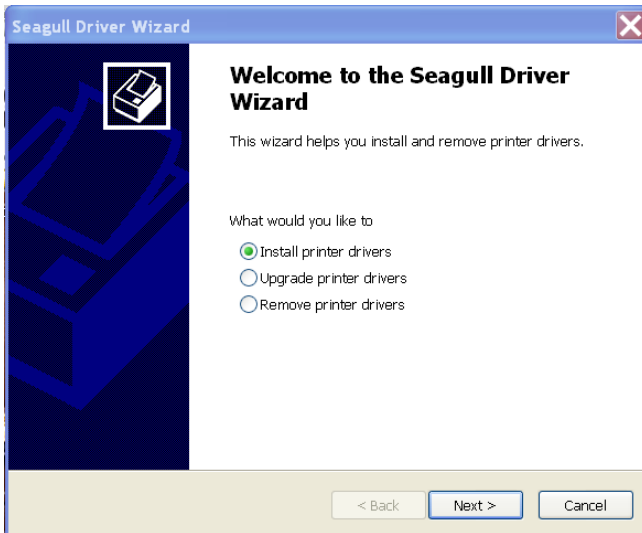 Seagull Driver Wizard
Welcome to the Seagull Driver
Wizard
This wizard helps you install and remove printer drivers.
What would you like to
Install printer drivers
Upgrade printer drivers
Remove printer drivers
< Back Next > Cancel